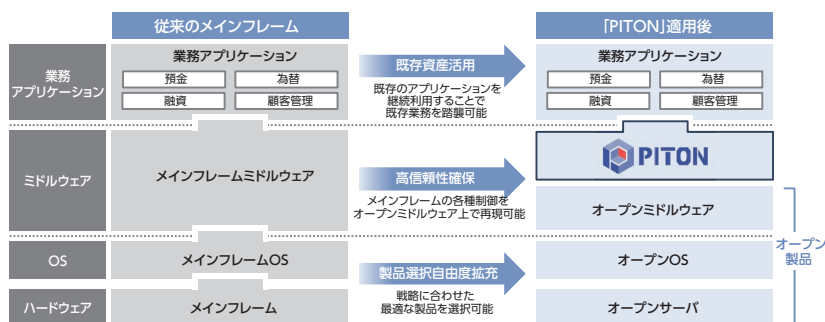 従来のメインフレーム
「PITON」適用後
業務
アプリケーション
業務アプリケーション
預金
為替
融資
顧客管理
既存資産活用
既存のアプリケーションを
継続利用することで
既存業務を踏襲可能
業務アプリケーション
預金
為替
融資
顧客管理
ミドルウェア
メインフレームミドルウェア
高信頼性確保
メインフレームの各種制御を
オープンミドルウェア上で再現可能
PITON
オープンミドルウェア
OS
メインフレームOS
製品選択自由度拡充
戦略に合わせた
最適な製品を選択可能
オープンOS
ハードウェア
メインフレーム
オープンサーバ
オープン
製品